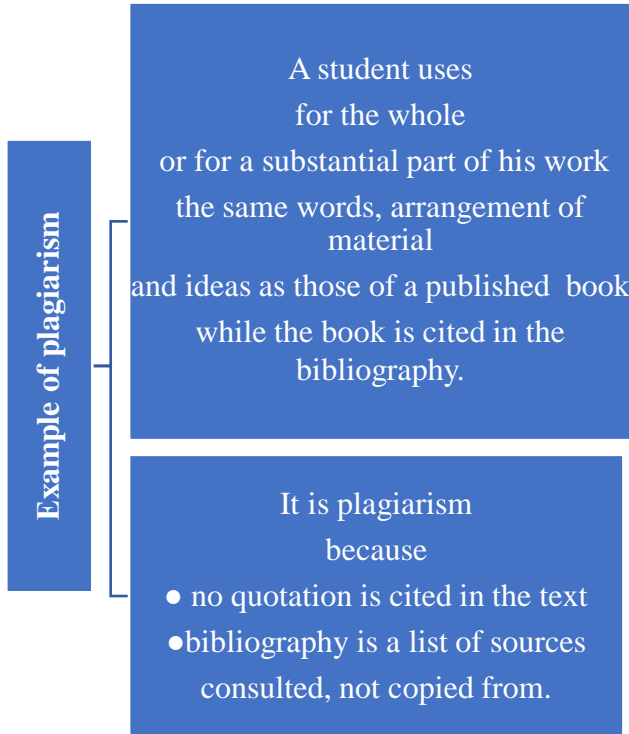 Example of plagiarism
A student uses
for the whole
or for a substantial part of his work
the same words, arrangement of
material
and ideas as those of a published book
while the book is cited in the
bibliography.
It is plagiarism
because
● no quotation is cited in the text
●bibliography is a list of sources
consulted, not copied from.